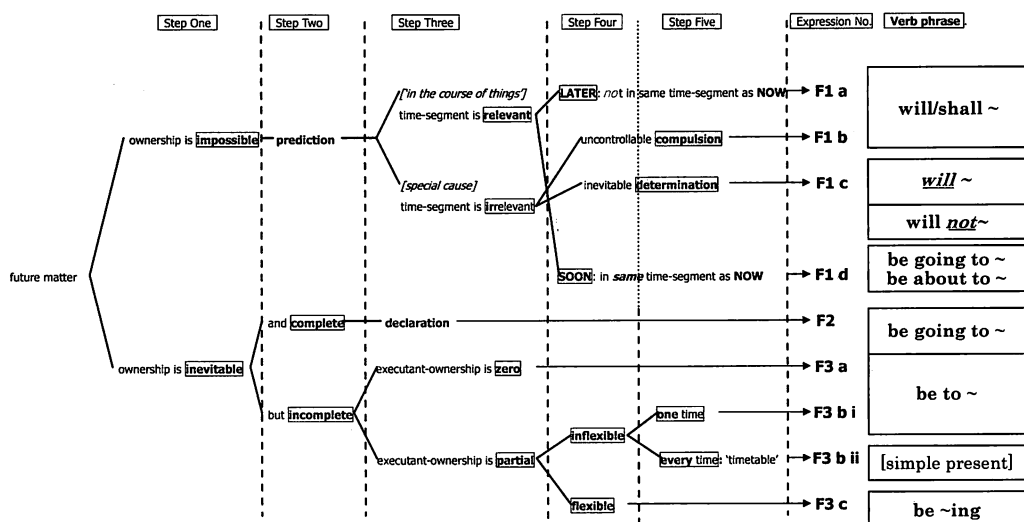 Step One
Step Two
Step Three
Step Four
Step Five
Expression No.
Verb phrase.
['in the course of things']
time-segment is relevant
LATER: not in same time-segment as NOW
F1 a
will/shall ~
ownership is impossible
prediction
uncontrollable compulsion
F1 b
[special cause]
time-segment is irrelevant
inevitable determination
F1 c
will ~
will not~
future matter
SOON: in same time-segment as NOW
F1 d
be going to ~
be about to ~
and complete
declaration
F2
be going to ~
ownership is inevitable
executant-ownership is zero
F3 a
be to ~
but incomplete
one time
F3 b i
inflexible
executant-ownership is partial
every time: 'timetable'
F3 b ii
[simple present]
flexible
F3 c
be ~ing